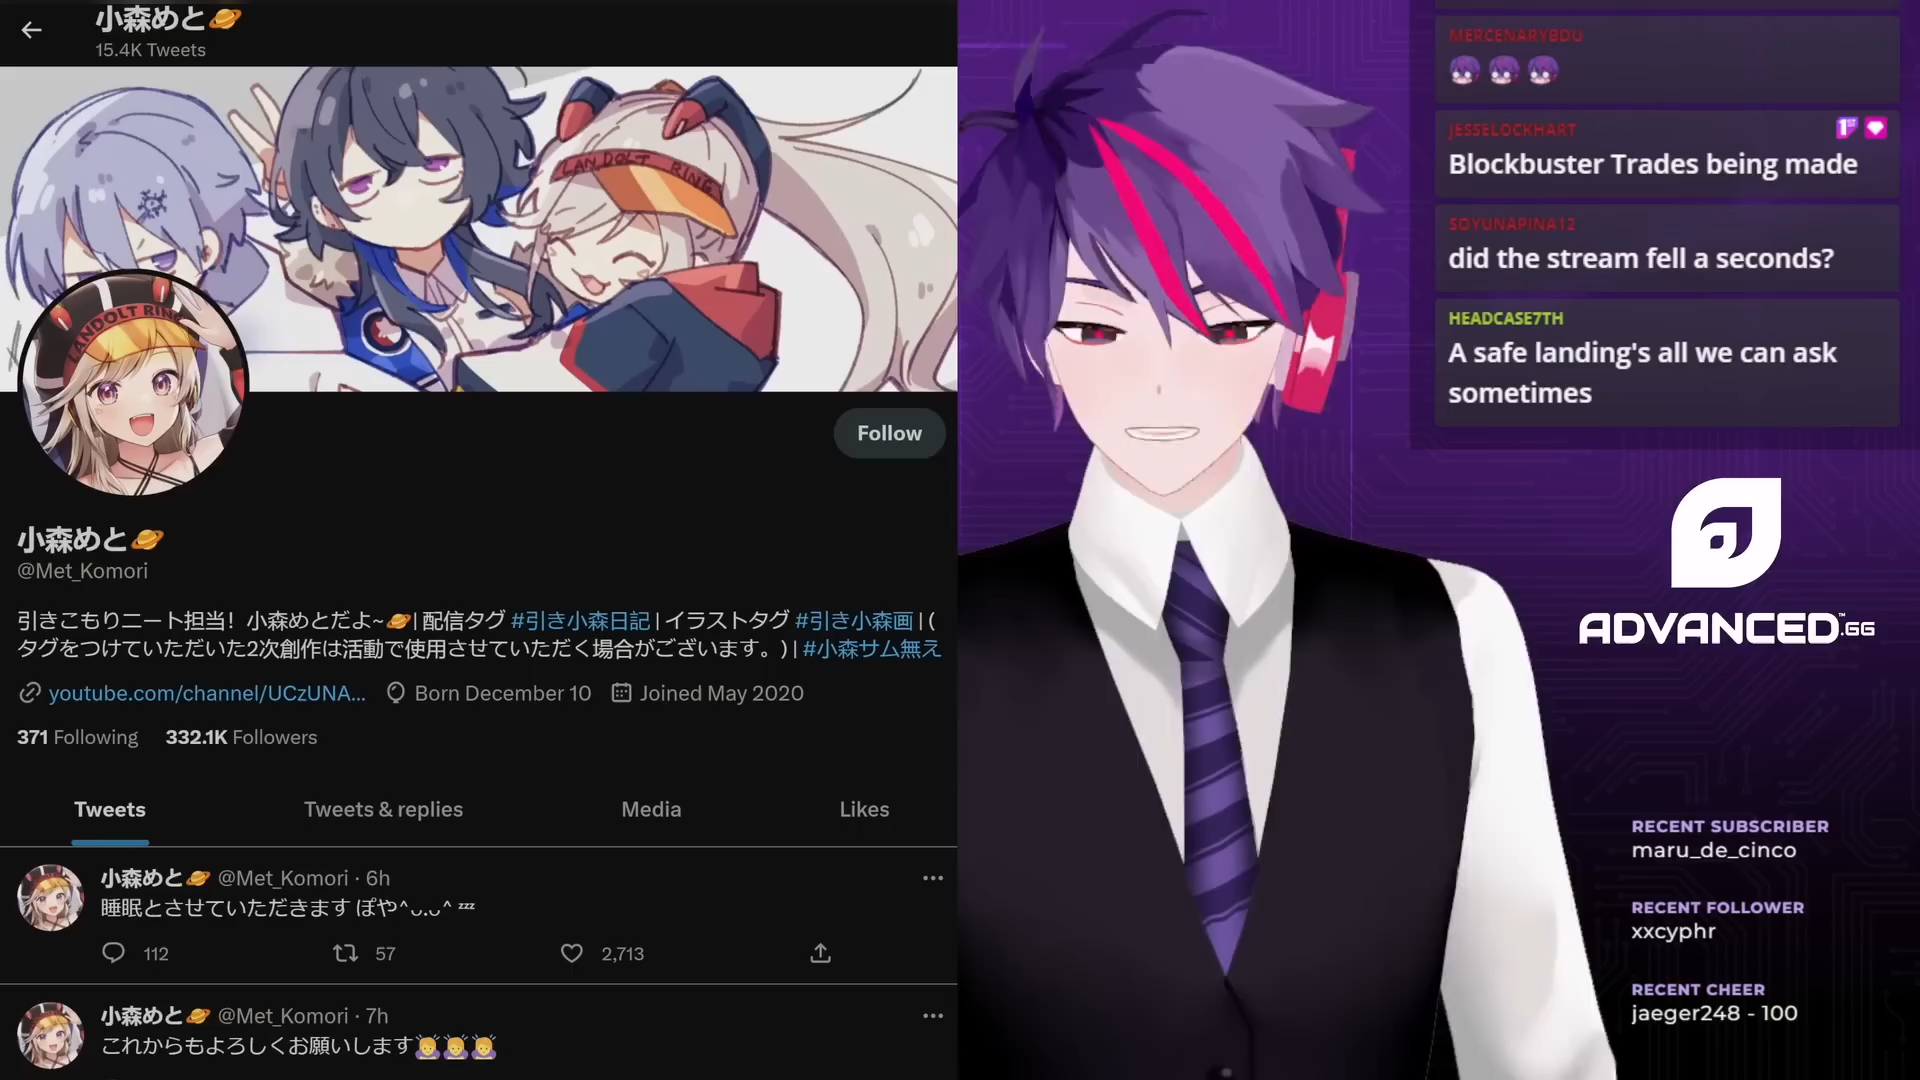 小森めと🪐
15.4K Tweets
LANDOLT RING
LANDOLT RING
Follow
小森めと🪐
@Met_Komori
引きこもりニート担当！小森めとだよ~🪐| 配信タグ #引き小森日記 | イラストタグ #引き小森画 | (
タグをつけていただいた2次創作は活動で使用させていただく場合がございます。) | #小森サム無え
youtube.com/channel/UCzUNA... Born December 10 Joined May 2020
371 Following 332.1K Followers
Tweets Tweets & replies Media Likes
小森めと🪐 @Met_Komori · 6h
睡眠とさせていただきます ぽや^ᴗ.ᴗ^ 💤
112 57 2,713
小森めと🪐 @Met_Komori · 7h
これからもよろしくお願いします🙇‍♀️🙇‍♀️🙇‍♀️
MERCENARYBDU
JESSELOCKHART
Blockbuster Trades being made
SOYUNAPINA12
did the stream fell a seconds?
HEADCASE7TH
A safe landing's all we can ask
sometimes
ADVANCED™.GG
RECENT SUBSCRIBER
maru_de_cinco
RECENT FOLLOWER
xxcyphr
RECENT CHEER
jaeger248 - 100